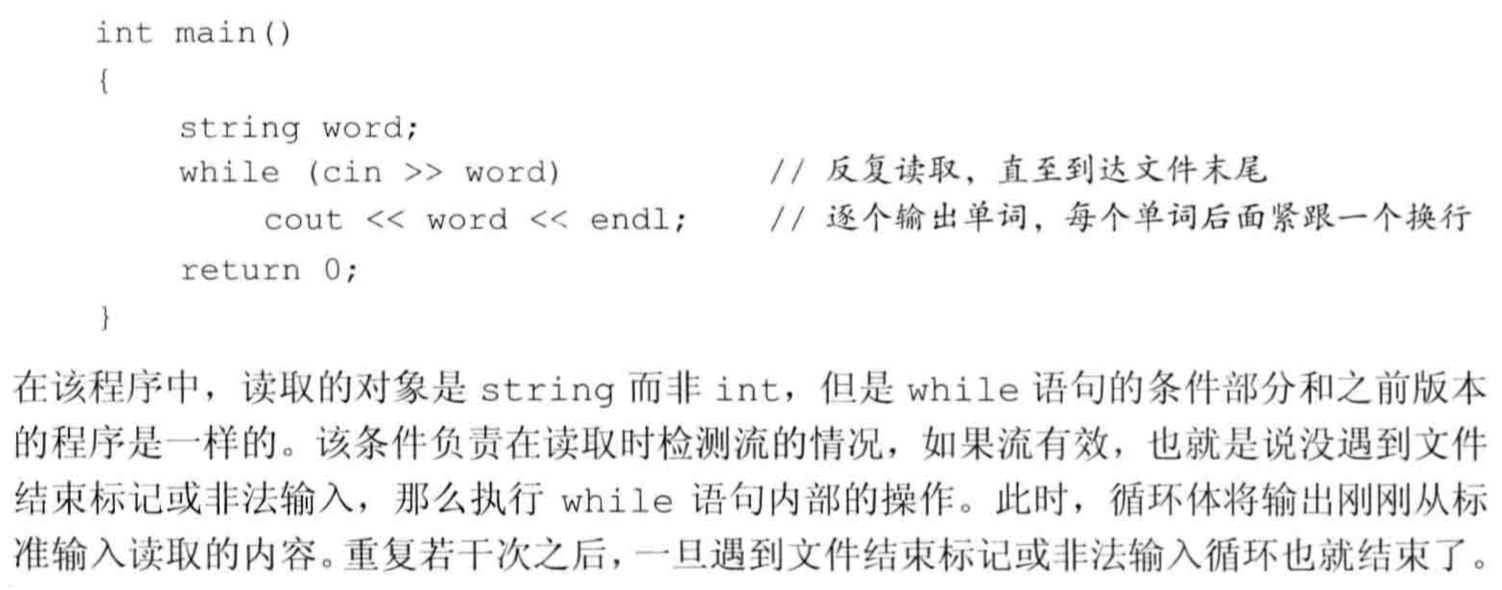 int main()
{
    string word;
    while (cin >> word)          // 反复读取，直至到达文件末尾
        cout << word << endl;    // 逐个输出单词，每个单词后面紧跟一个换行
    return 0;
}
在该程序中，读取的对象是 string 而非 int，但是 while 语句的条件部分和之前版本
的程序是一样的。该条件负责在读取时检测流的情况，如果流有效，也就是说没遇到文件
结束标记或非法输入，那么执行 while 语句内部的操作。此时，循环体将输出刚刚从标
准输入读取的内容。重复若干次之后，一旦遇到文件结束标记或非法输入循环也就结束了。